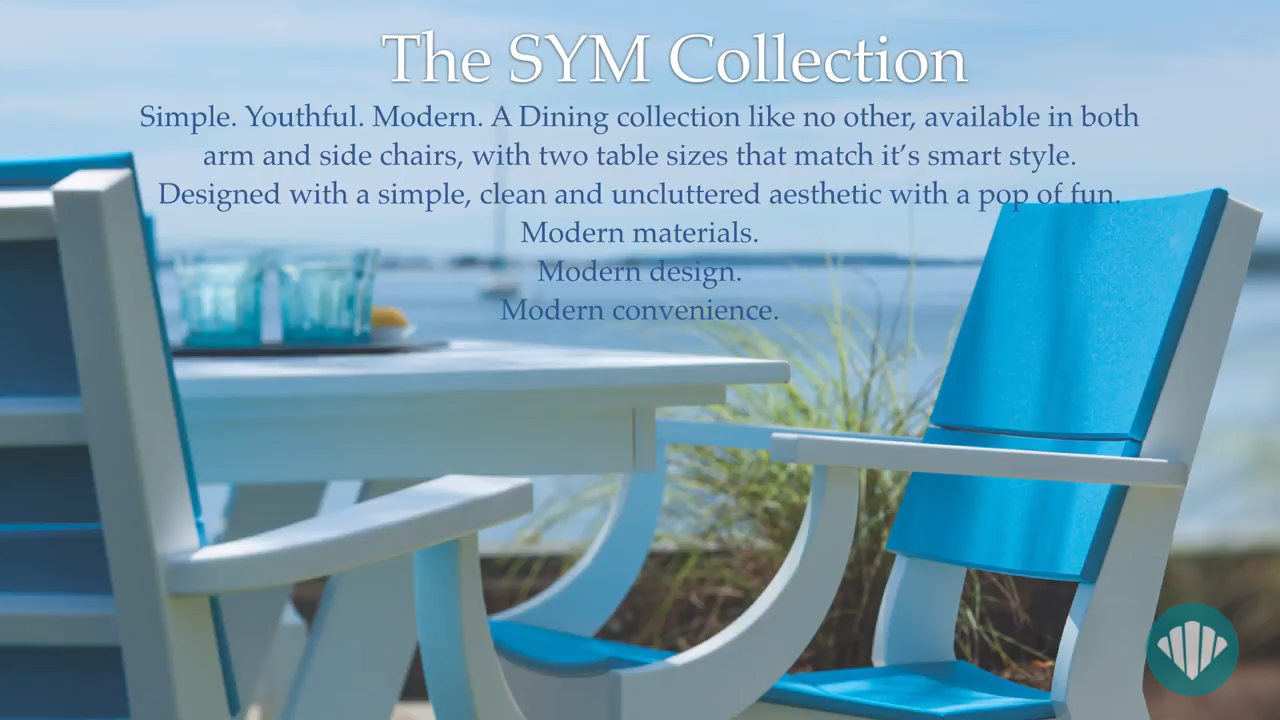 The SYM Collection
Simple. Youthful. Modern. A Dining collection like no other, available in both
arm and side chairs, with two table sizes that match it’s smart style.
Designed with a simple, clean and uncluttered aesthetic with a pop of fun.
Modern materials.
Modern design.
Modern convenience.